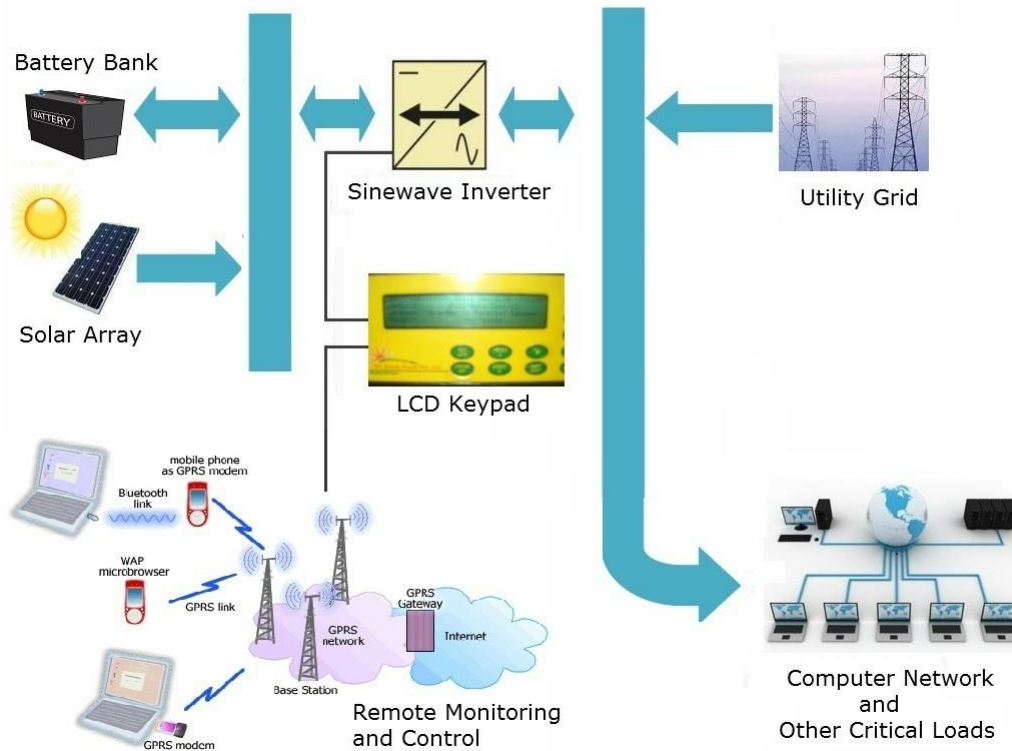 Battery Bank
BATTERY
Solar Array
Sinewave Inverter
Utility Grid
LCD Keypad
mobile phone
as GPRS modem
Bluetooth
link
WAP
microbrowser
GPRS link
GPRS
network
GPRS
Gateway
Internet
Base Station
GPRS modem
Remote Monitoring
and Control
Computer Network
and
Other Critical Loads